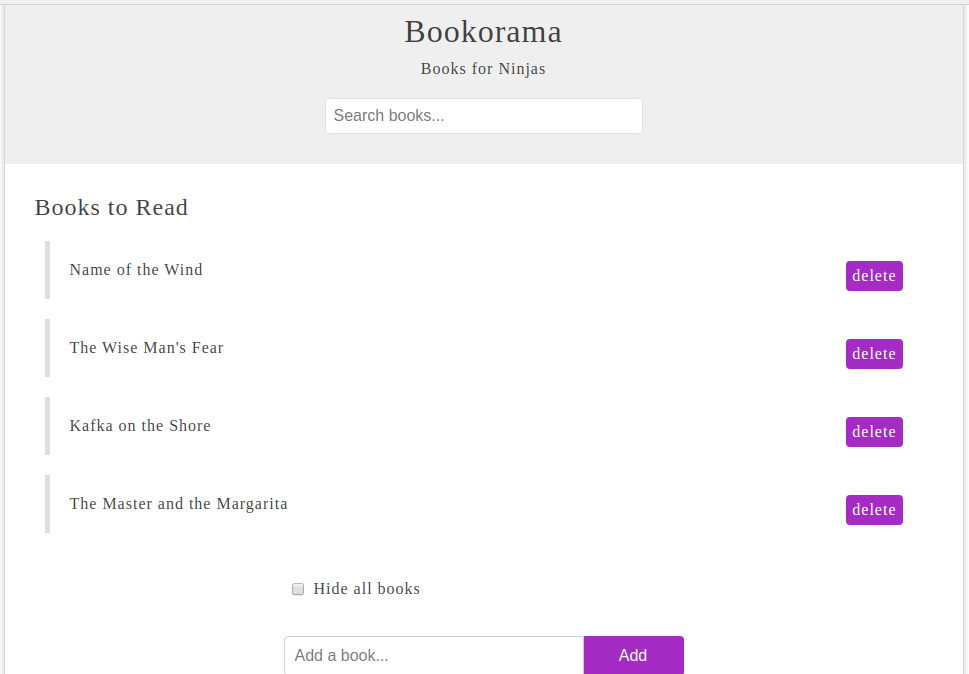 Bookorama
Books for Ninjas
Search books...
Books to Read
Name of the Wind
delete
The Wise Man's Fear
delete
Kafka on the Shore
delete
The Master and the Margarita
delete
Hide all books
Add a book...
Add